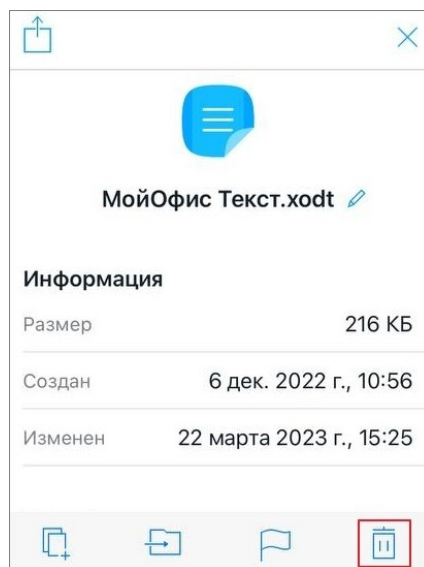 МойОфис Текст.xodt
Информация
Размер 216 КБ
Создан 6 дек. 2022 г., 10:56
Изменен 22 марта 2023 г., 15:25